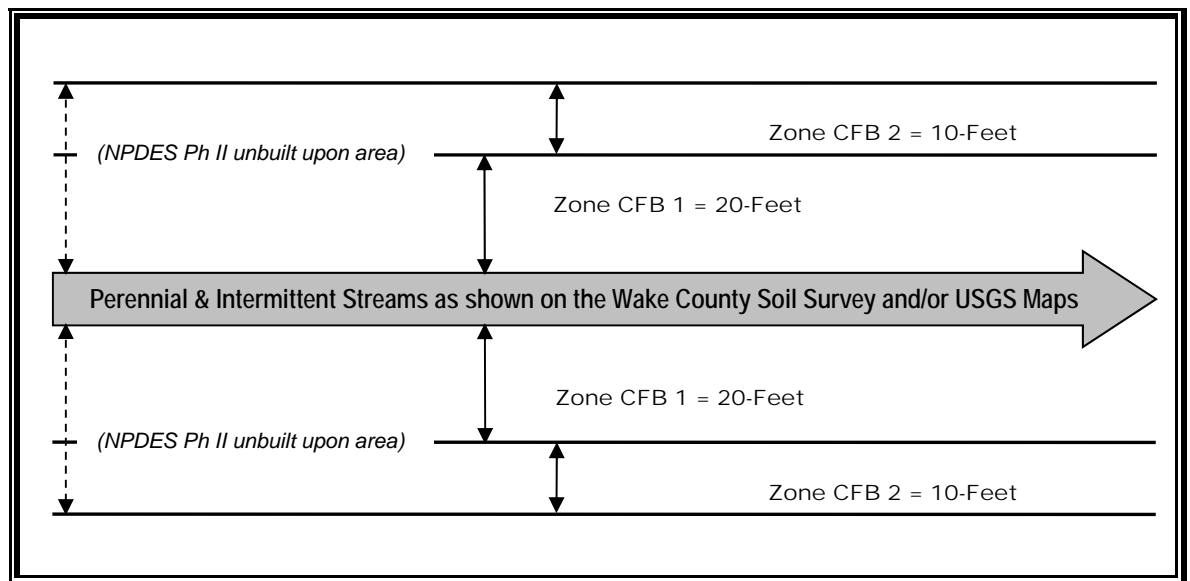 Zone CFB 2 = 10-Feet
(NPDES Ph II unbuilt upon area)
Zone CFB 1 = 20-Feet
Perennial & Intermittent Streams as shown on the Wake County Soil Survey and/or USGS Maps
Zone CFB 1 = 20-Feet
(NPDES Ph II unbuilt upon area)
Zone CFB 2 = 10-Feet